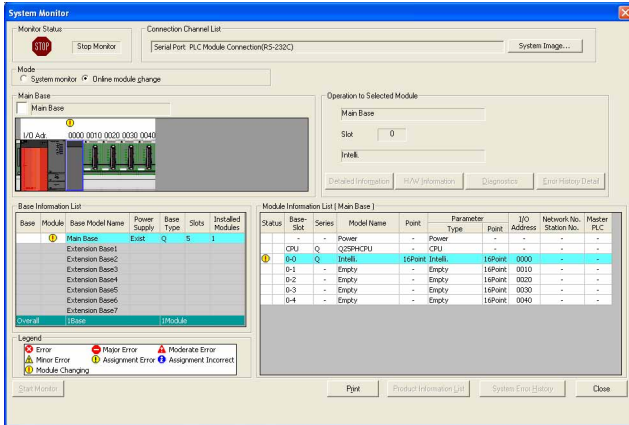 System Monitor
Monitor Status
STOP
Stop Monitor
Connection Channel List
Serial Port PLC Module Connection(RS-232C)
System Image...
Mode
System monitor
Online module change
Main Base
Main Base
I/O Adr. 0000 0010 0020 0030 0040
Operation to Selected Module
Main Base
Slot 0
Intelli.
Detailed Information
H/W Information
Diagnostics
Error History Detail
Base Information List
Base Module Base Model Name Power Supply Base Type Slots Installed Modules
Main Base Exist Q 5 1
Extension Base1
Extension Base2
Extension Base3
Extension Base4
Extension Base5
Extension Base6
Extension Base7
Overall 1Base 1Module
Module Information List ( Main Base )
Status Base-Slot Series Model Name Point Parameter Type Point I/O Address Network No. Station No. Master PLC
- - Power - Power - - - -
CPU Q Q25PHCPU - CPU - - - -
0-0 Q Intelli. 16Point Intelli. 16Point 0000 - -
0-1 - Empty - Empty 16Point 0010 - -
0-2 - Empty - Empty 16Point 0020 - -
0-3 - Empty - Empty 16Point 0030 - -
0-4 - Empty - Empty 16Point 0040 - -
Legend
Error
Major Error
Moderate Error
Minor Error
Assignment Error
Assignment Incorrect
Module Changing
Start Monitor
Print
Product Information List
System Error History
Close